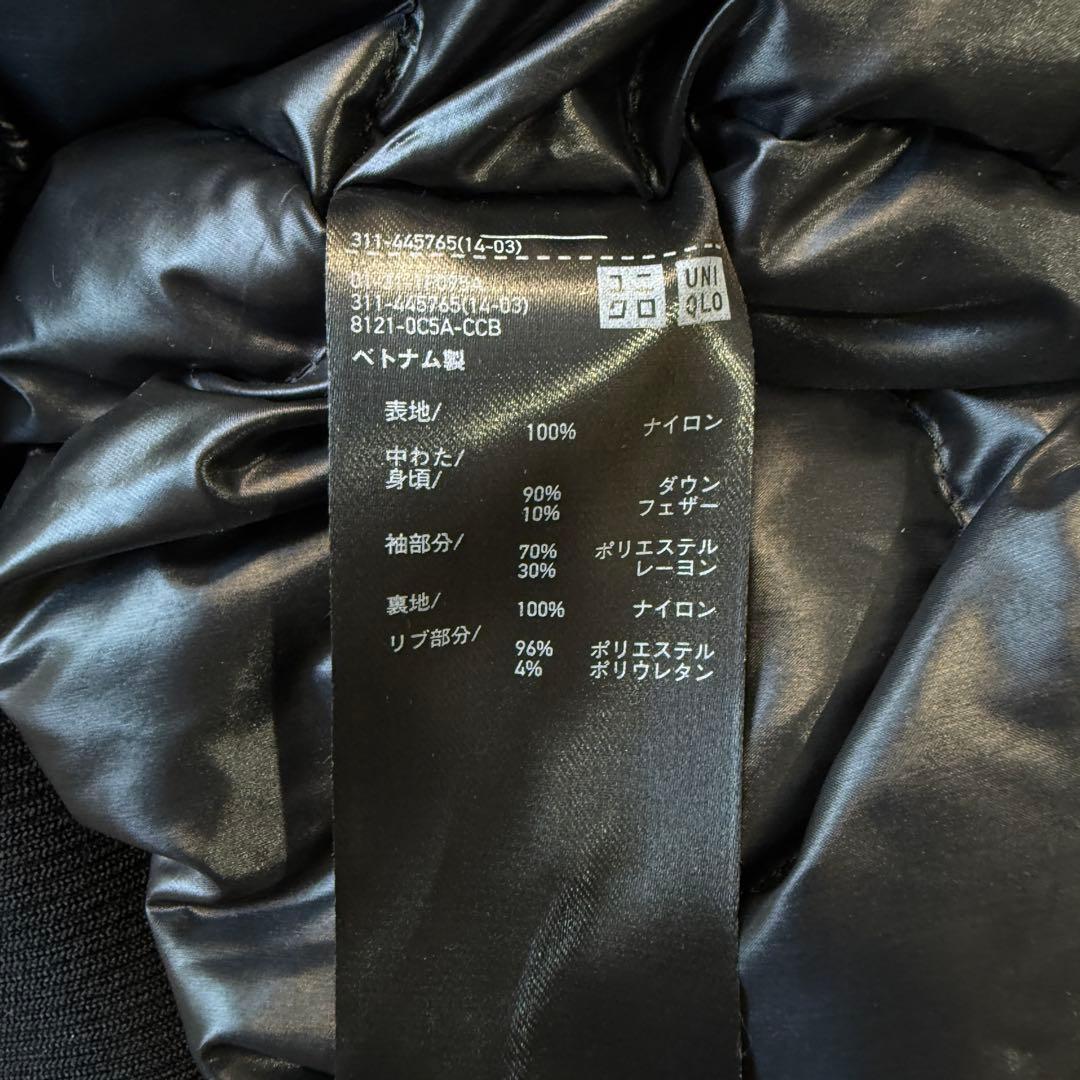 311-445765(14-03)
ユニ
クロ
UNI
QLO
311-445765(14-03)
8121-0C5A-CCB
ベトナム製
表地/
100% ナイロン
中わた/
身頃/
90% ダウン
10% フェザー
袖部分/
70% ポリエステル
30% レーヨン
裏地/
100% ナイロン
リブ部分/
96% ポリエステル
4% ポリウレタン